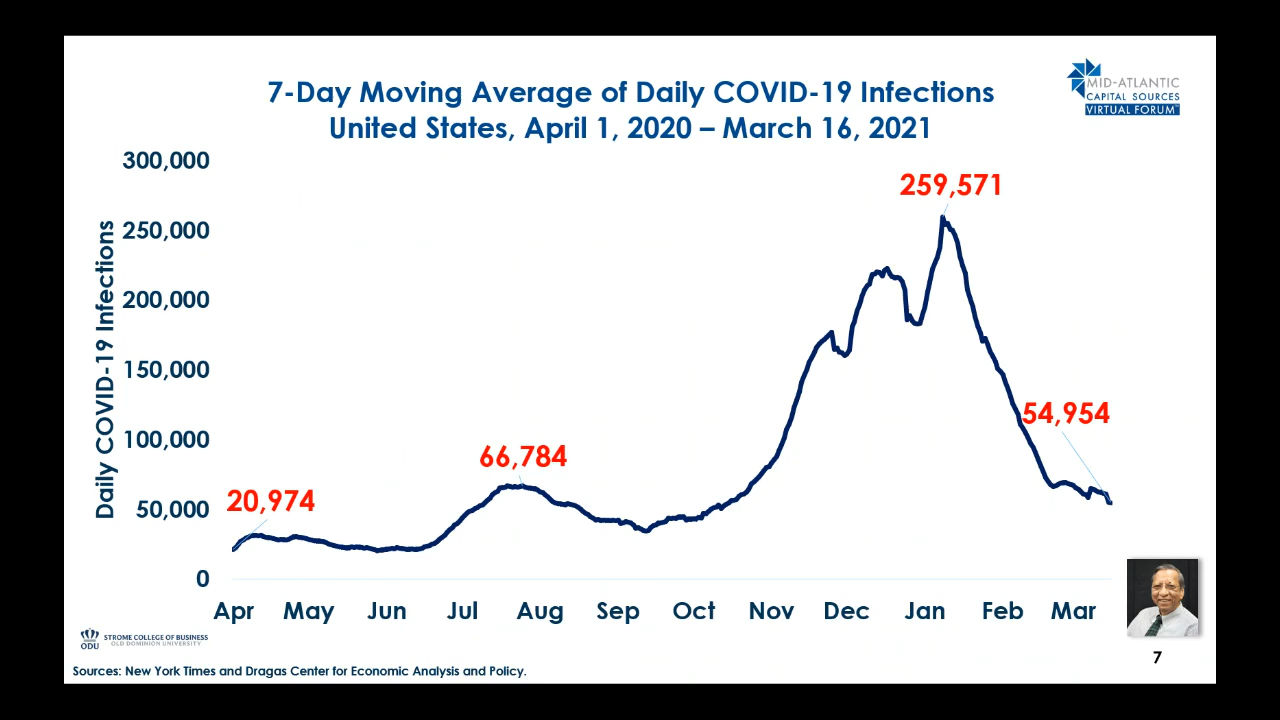 7-Day Moving Average of Daily COVID-19 Infections
United States, April 1, 2020 – March 16, 2021
MID-ATLANTIC
CAPITAL SOURCES
VIRTUAL FORUM
300,000
250,000
200,000
150,000
100,000
50,000
0
Daily COVID-19 Infections
20,974
66,784
259,571
54,954
Apr May Jun Jul Aug Sep Oct Nov Dec Jan Feb Mar
ODU
STROME COLLEGE OF BUSINESS
OLD DOMINION UNIVERSITY
7
Sources: New York Times and Dragas Center for Economic Analysis and Policy.